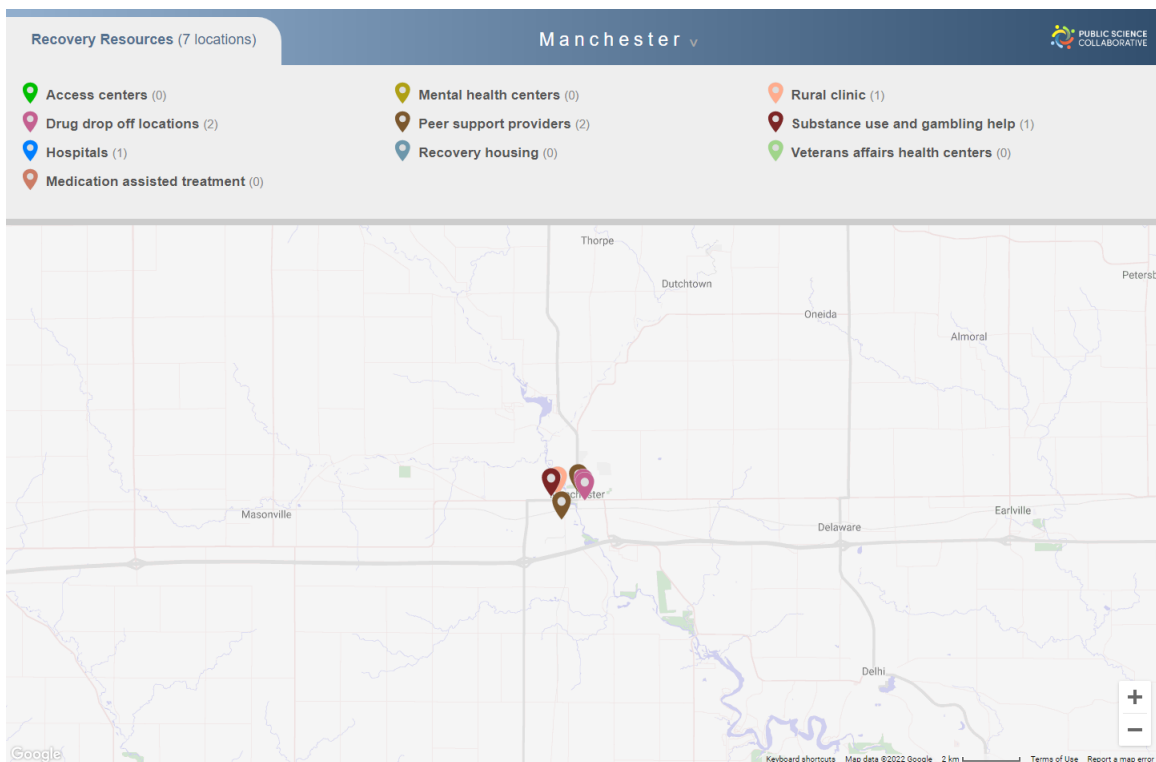 Recovery Resources (7 locations)
Manchester v
PUBLIC SCIENCE
COLLABORATIVE
Access centers (0)
Drug drop off locations (2)
Hospitals (1)
Medication assisted treatment (0)
Mental health centers (0)
Peer support providers (2)
Recovery housing (0)
Rural clinic (1)
Substance use and gambling help (1)
Veterans affairs health centers (0)
Thorpe
Dutchtown
Petersb
Oneida
Almoral
chester
Masonville
Earlville
Delaware
Delhi
+
−
Google
Keyboard shortcuts Map data ©2022 Google 2 km Terms of Use Report a map error